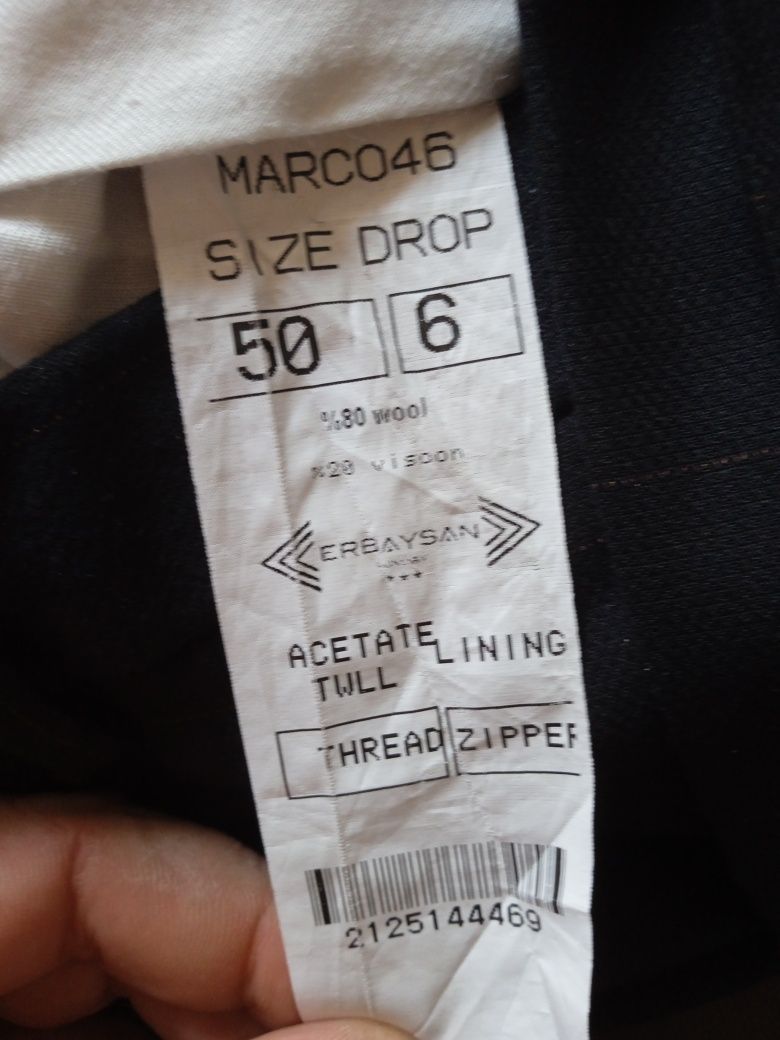 MARCO46
SIZE DROP
50 6
%80 wool
%20 viscon
ERBAYSAN
ACETATE LINING
TWLL
THREAD ZIPPER
2125144469